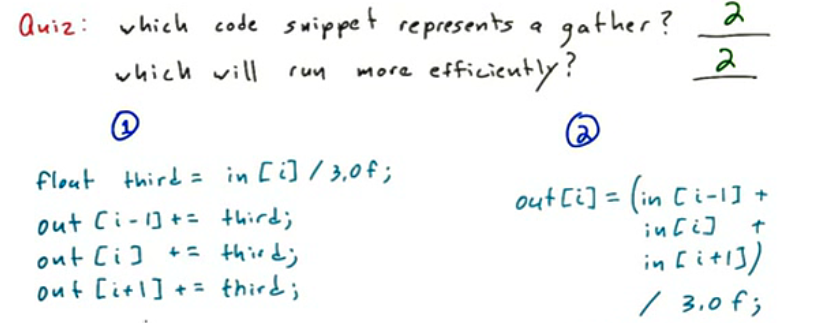 Quiz: which code snippet represents a gather? 2
which will run more efficiently? 2
1
float third = in [i] / 3.0f;
out [i-1] += third;
out [i] += third;
out [i+1] += third;
2
out[i] = (in [i-1] +
in[i] +
in [i+1])
/ 3.0f;